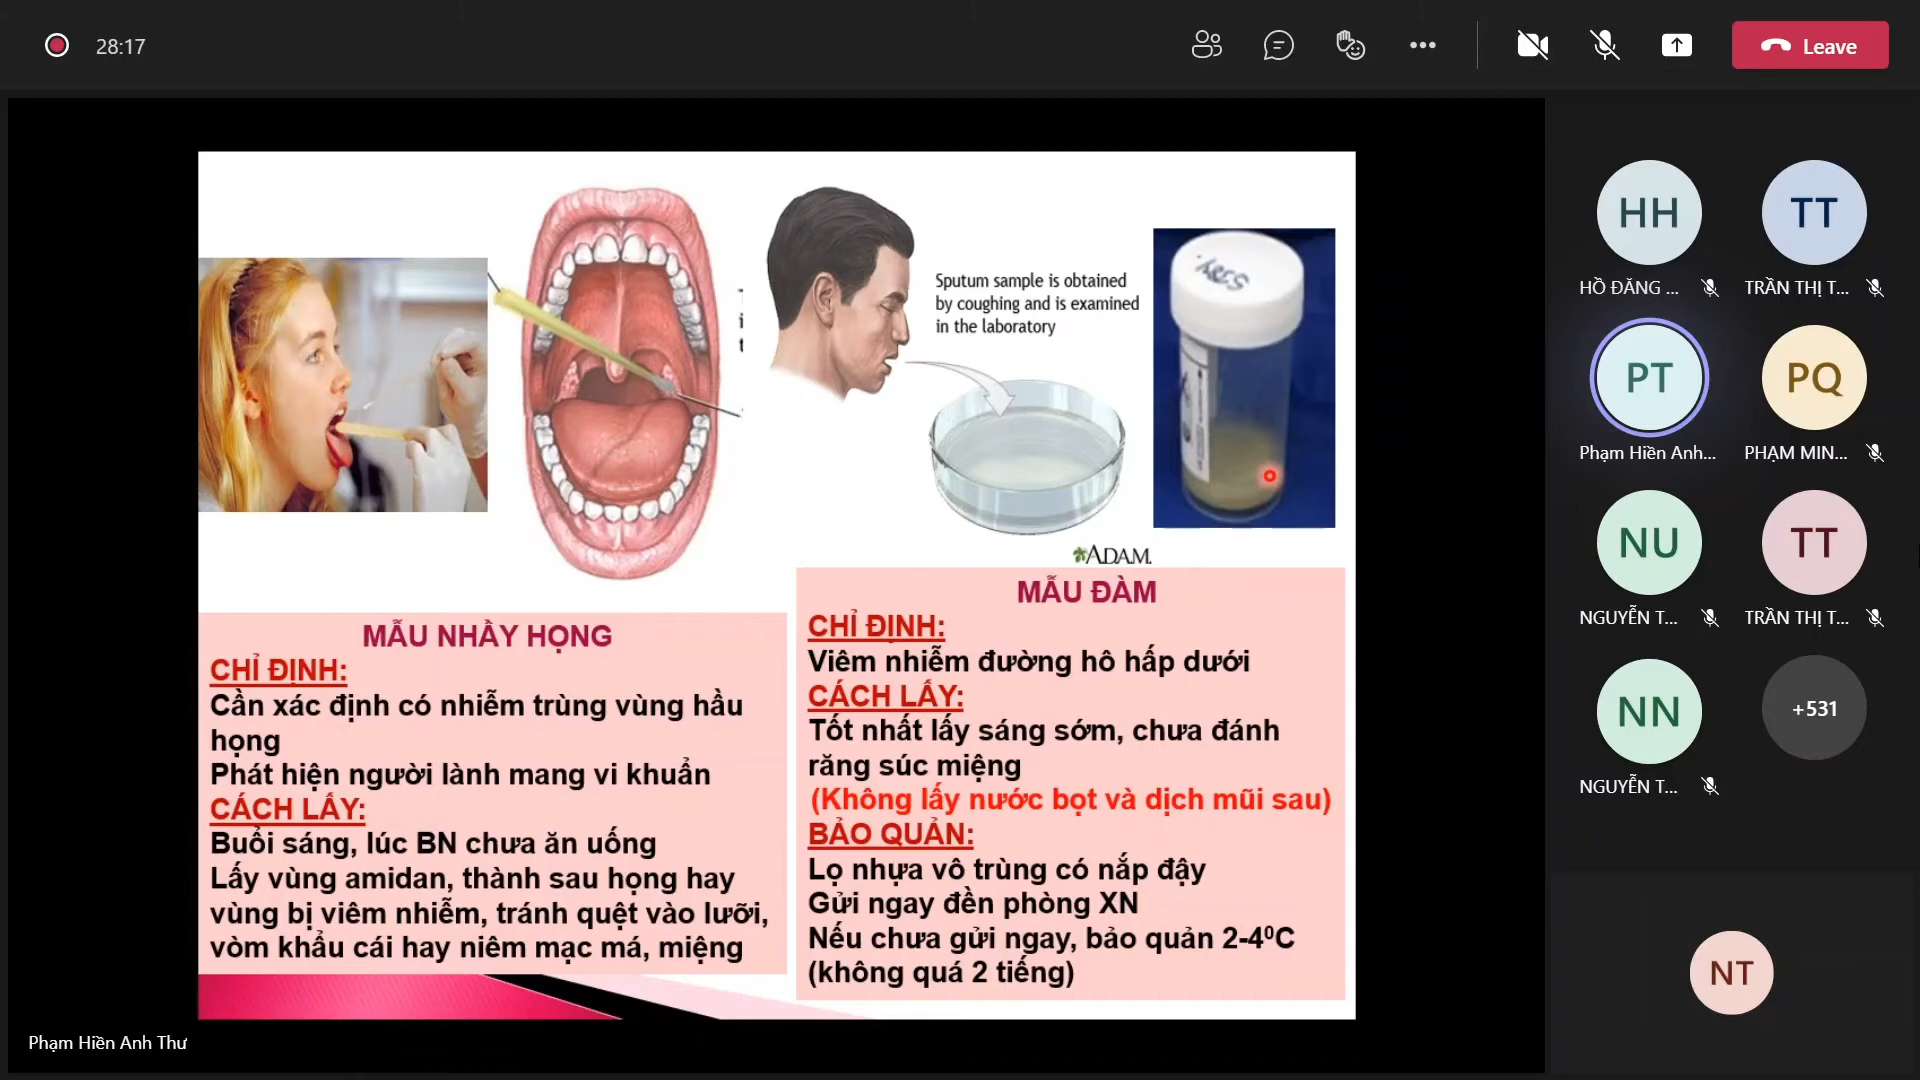 28:17
Leave
Sputum sample is obtained
by coughing and is examined
in the laboratory
ADAM.
MẪU NHẦY HỌNG
CHỈ ĐỊNH:
Cần xác định có nhiễm trùng vùng hầu
họng
Phát hiện người lành mang vi khuẩn
CÁCH LẤY:
Buổi sáng, lúc BN chưa ăn uống
Lấy vùng amidan, thành sau họng hay
vùng bị viêm nhiễm, tránh quệt vào lưỡi,
vòm khẩu cái hay niêm mạc má, miệng
MẪU ĐÀM
CHỈ ĐỊNH:
Viêm nhiễm đường hô hấp dưới
CÁCH LẤY:
Tốt nhất lấy sáng sớm, chưa đánh
răng súc miệng
(Không lấy nước bọt và dịch mũi sau)
BẢO QUẢN:
Lọ nhựa vô trùng có nắp đậy
Gửi ngay đền phòng XN
Nếu chưa gửi ngay, bảo quản 2-4⁰C
(không quá 2 tiếng)
Phạm Hiền Anh Thư
HH
TT
HỒ ĐĂNG ...
TRẦN THỊ T...
PT
PQ
Phạm Hiền Anh...
PHẠM MIN...
NU
TT
NGUYỄN T...
TRẦN THỊ T...
NN
+531
NGUYỄN T...
NT